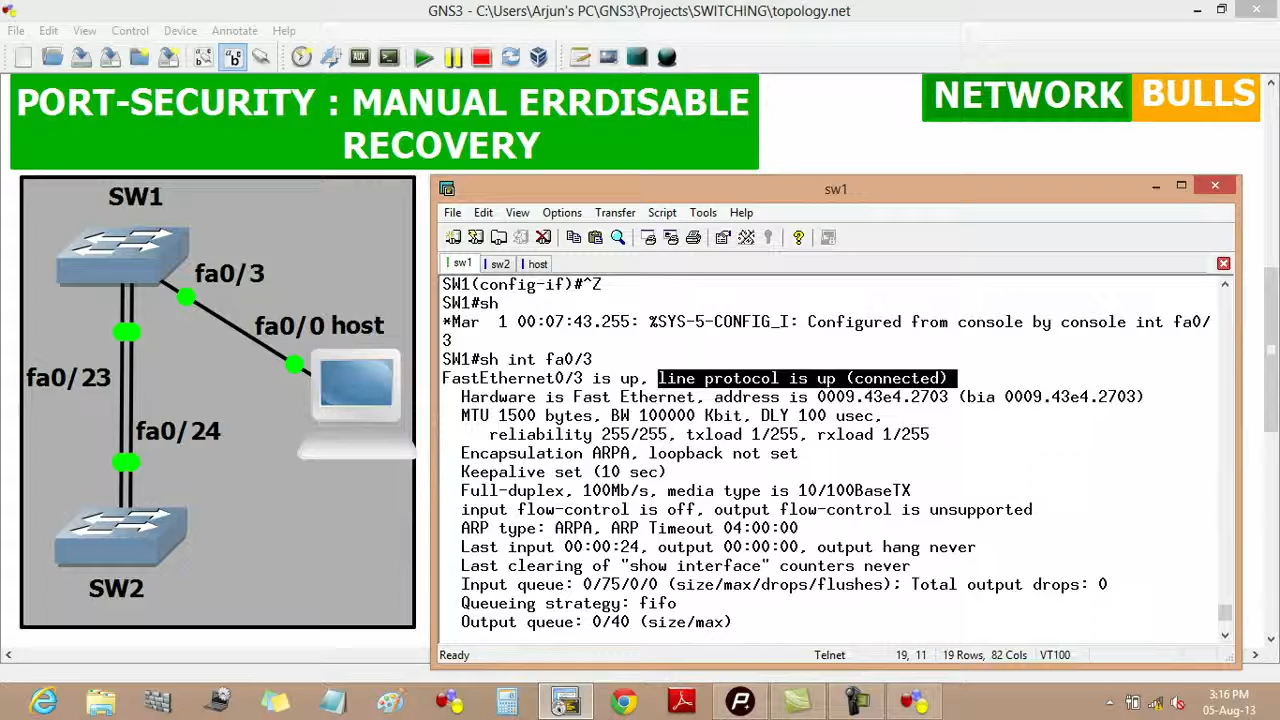 GNS3 - C:\Users\Arjun's PC\GNS3\Projects\SWITCHING\topology.net
File Edit View Control Device Annotate Help
PORT-SECURITY : MANUAL ERRDISABLE
RECOVERY
NETWORK BULLS
SW1
fa0/3
fa0/0 host
fa0/23
fa0/24
SW2
sw1
File Edit View Options Transfer Script Tools Help
sw1 sw2 host
SW1(config-if)#^Z
SW1#sh
*Mar  1 00:07:43.255: %SYS-5-CONFIG_I: Configured from console by console int fa0/
3
SW1#sh int fa0/3
FastEthernet0/3 is up, line protocol is up (connected)
Hardware is Fast Ethernet, address is 0009.43e4.2703 (bia 0009.43e4.2703)
MTU 1500 bytes, BW 100000 Kbit, DLY 100 usec,
reliability 255/255, txload 1/255, rxload 1/255
Encapsulation ARPA, loopback not set
Keepalive set (10 sec)
Full-duplex, 100Mb/s, media type is 10/100BaseTX
input flow-control is off, output flow-control is unsupported
ARP type: ARPA, ARP Timeout 04:00:00
Last input 00:00:24, output 00:00:00, output hang never
Last clearing of "show interface" counters never
Input queue: 0/75/0/0 (size/max/drops/flushes); Total output drops: 0
Queueing strategy: fifo
Output queue: 0/40 (size/max)
Ready Telnet 19, 11 19 Rows, 82 Cols VT100
3:16 PM
05-Aug-13